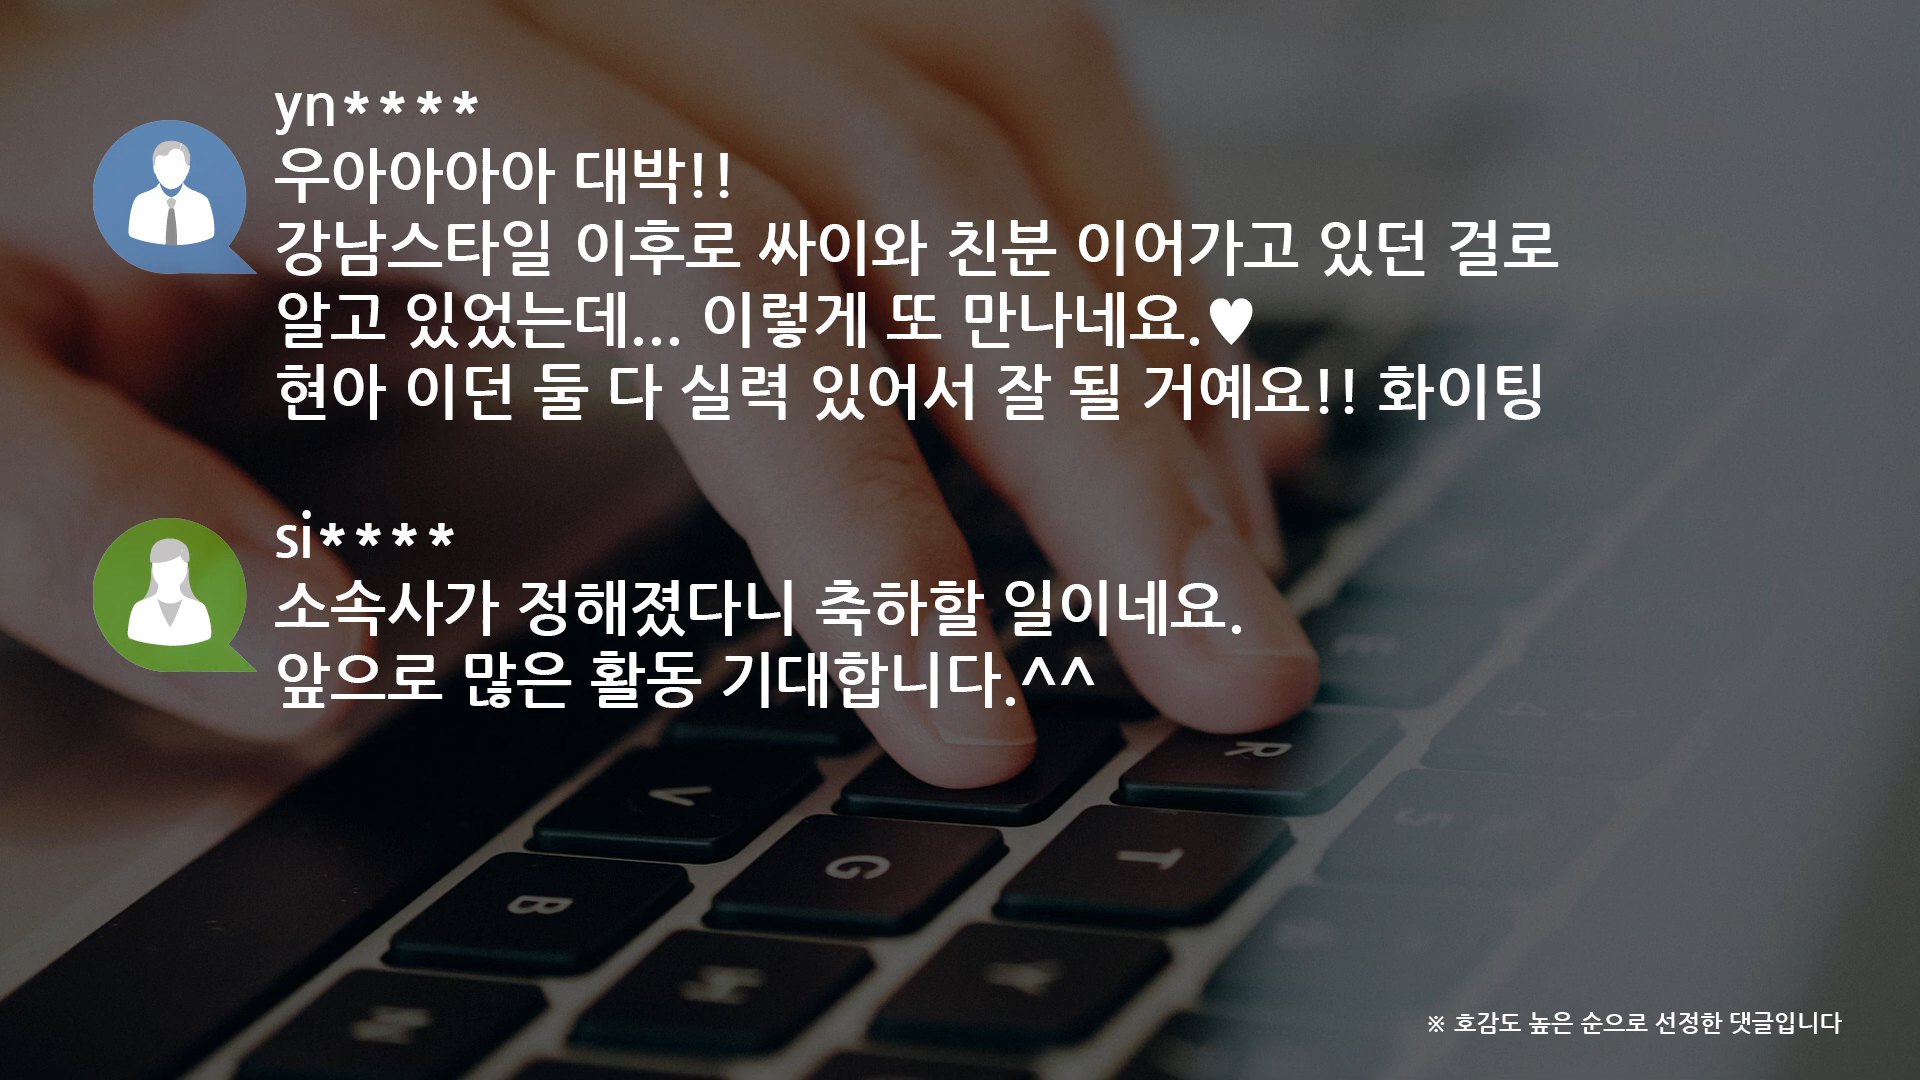 yn****
우아아아아 대박!!
강남스타일 이후로 싸이와 친분 이어가고 있던 걸로
알고 있었는데... 이렇게 또 만나네요.♥
현아 이던 둘 다 실력 있어서 잘 될 거예요!! 화이팅
si****
소속사가 정해졌다니 축하할 일이네요.
앞으로 많은 활동 기대합니다.^^
R
V
G
T
B
H
Y
N
※ 호감도 높은 순으로 선정한 댓글입니다